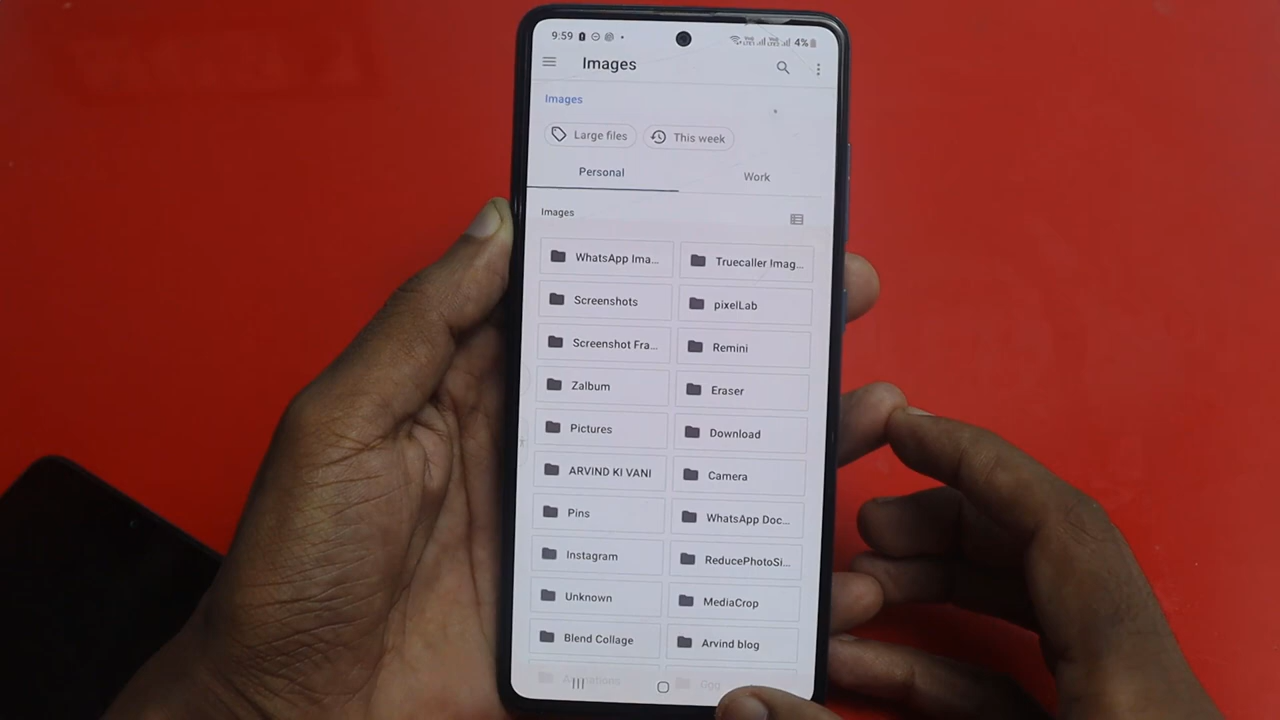 9:59 4%
Images
Images
Large files This week
Personal Work
Images
WhatsApp Ima... Truecaller Imag...
Screenshots pixelLab
Screenshot Fra... Remini
Zalbum Eraser
Pictures Download
ARVIND KI VANI Camera
Pins WhatsApp Doc...
Instagram ReducePhotoSi...
Unknown MediaCrop
Blend Collage Arvind blog